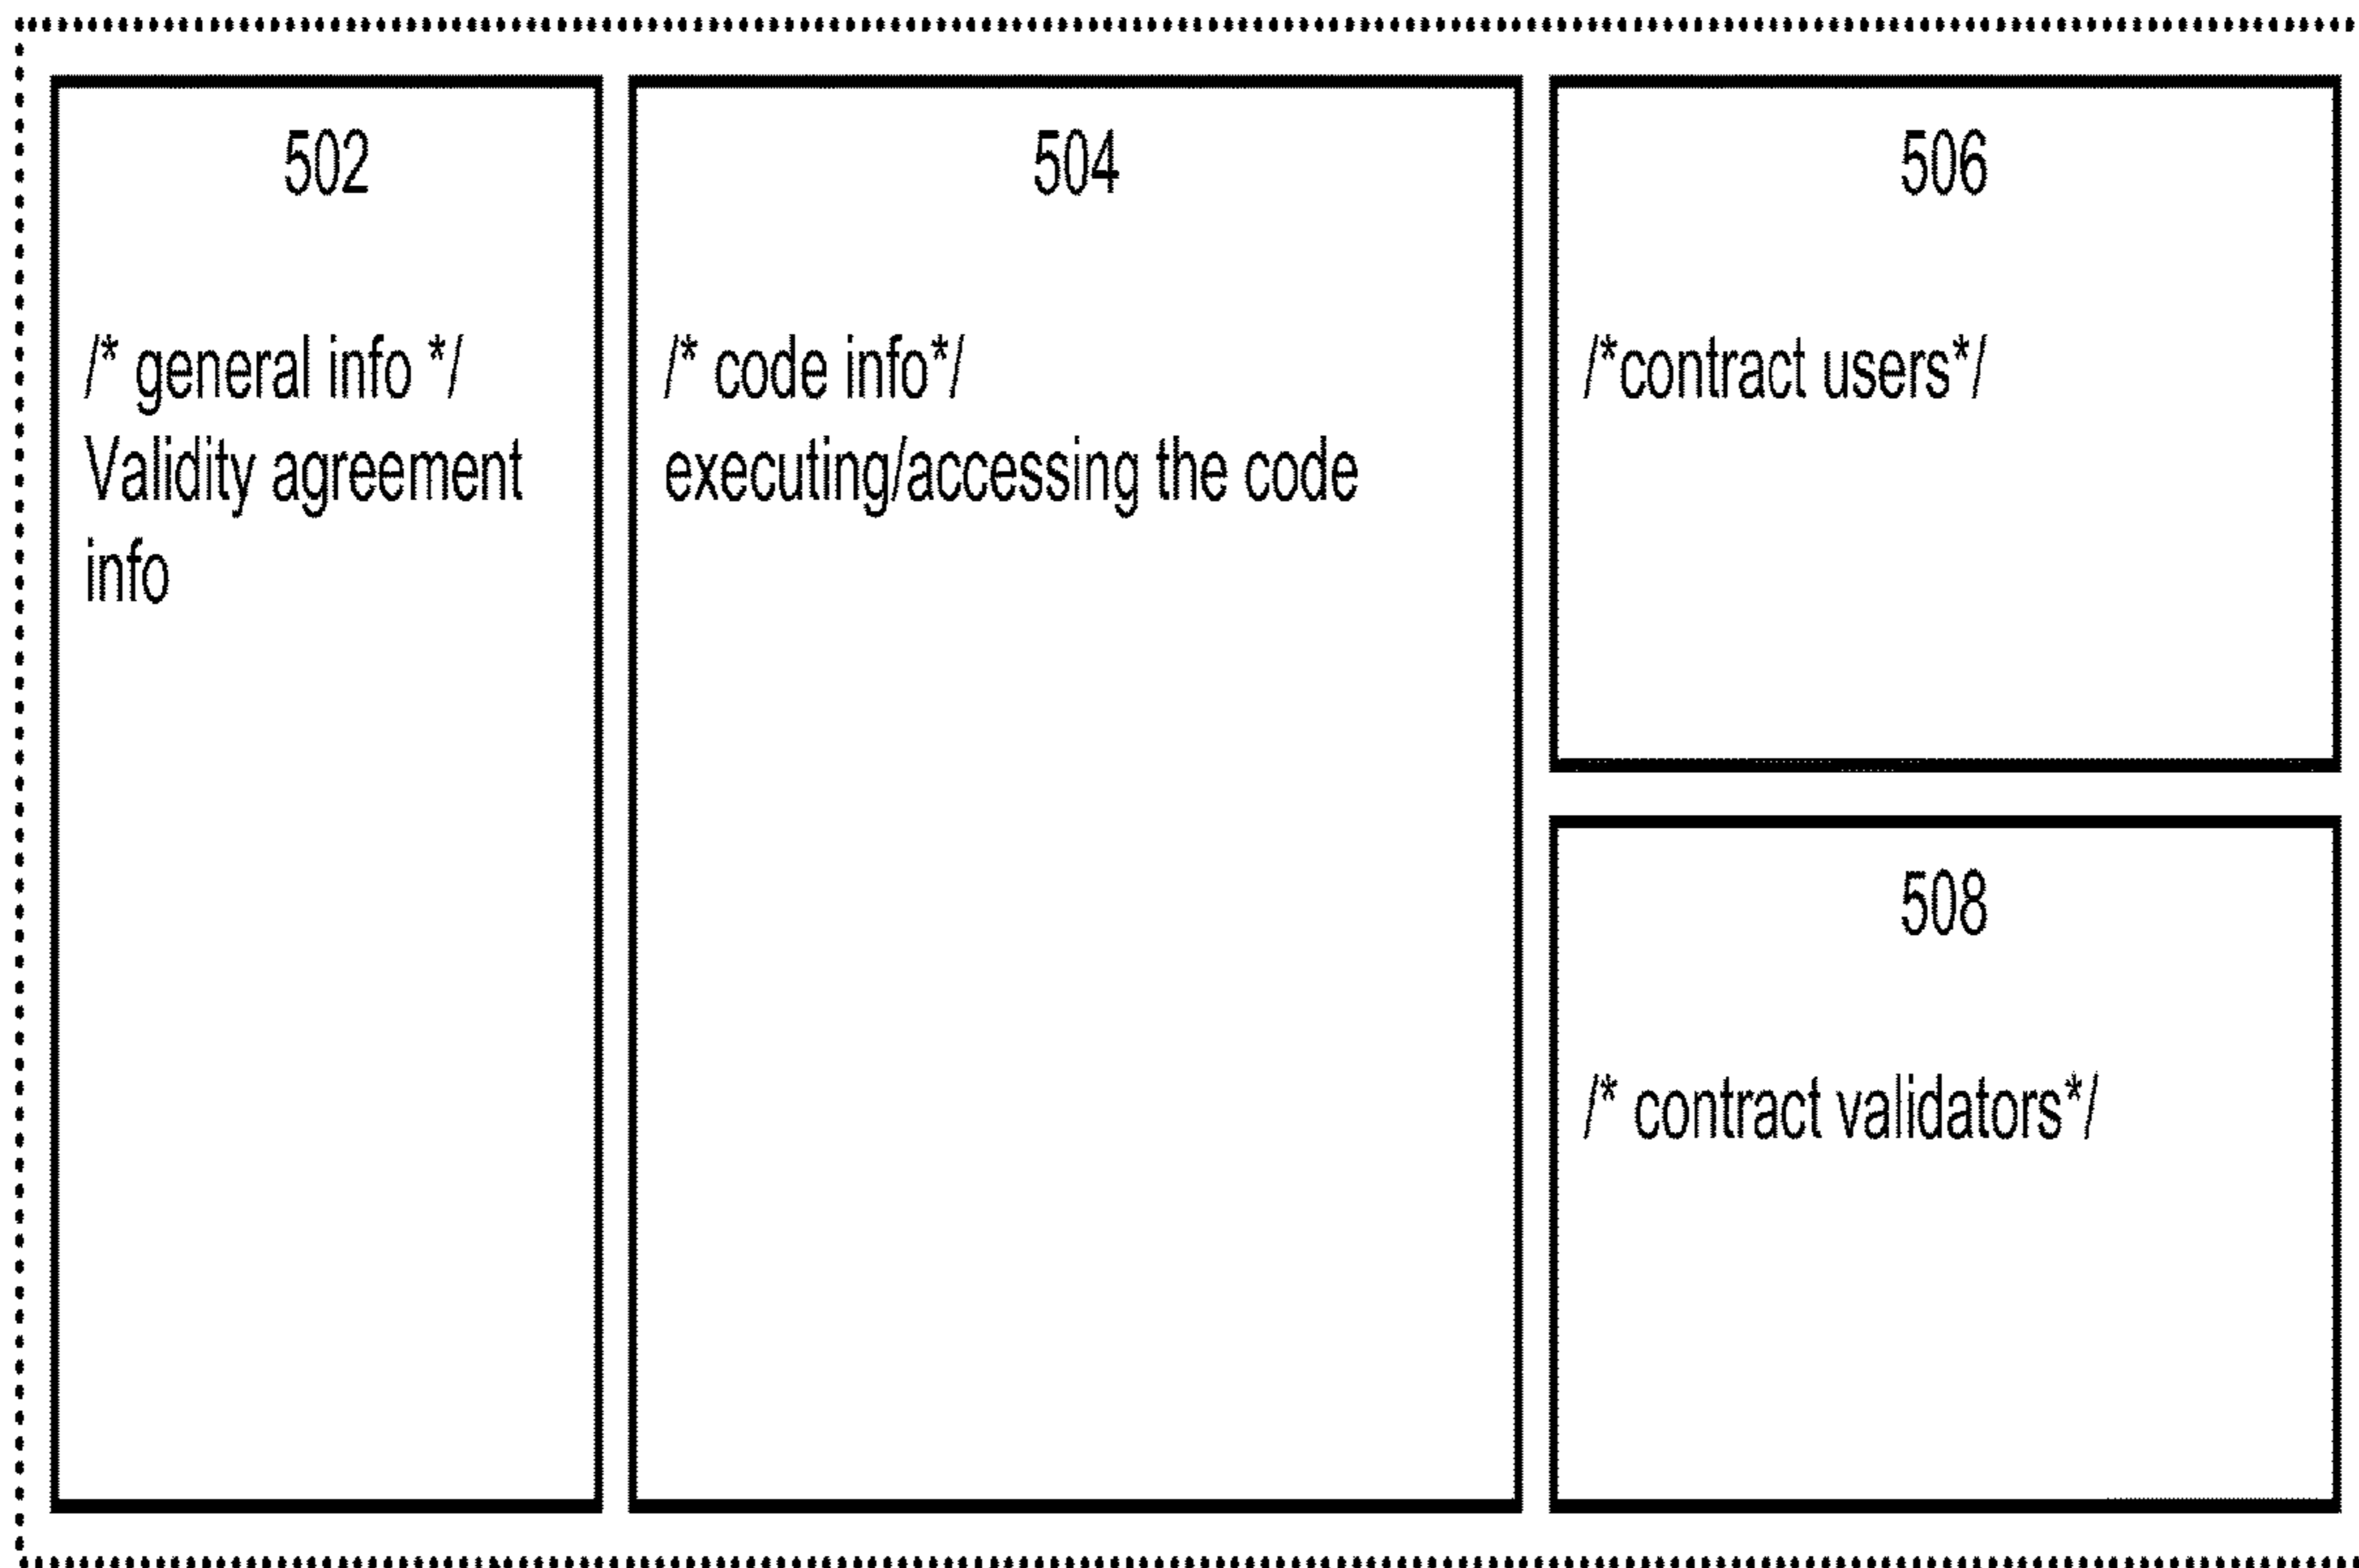 502
/* general info */
Validity agreement
info
504
/* code info*/
executing/accessing the code
506
/*contract users*/
508
/* contract validators*/